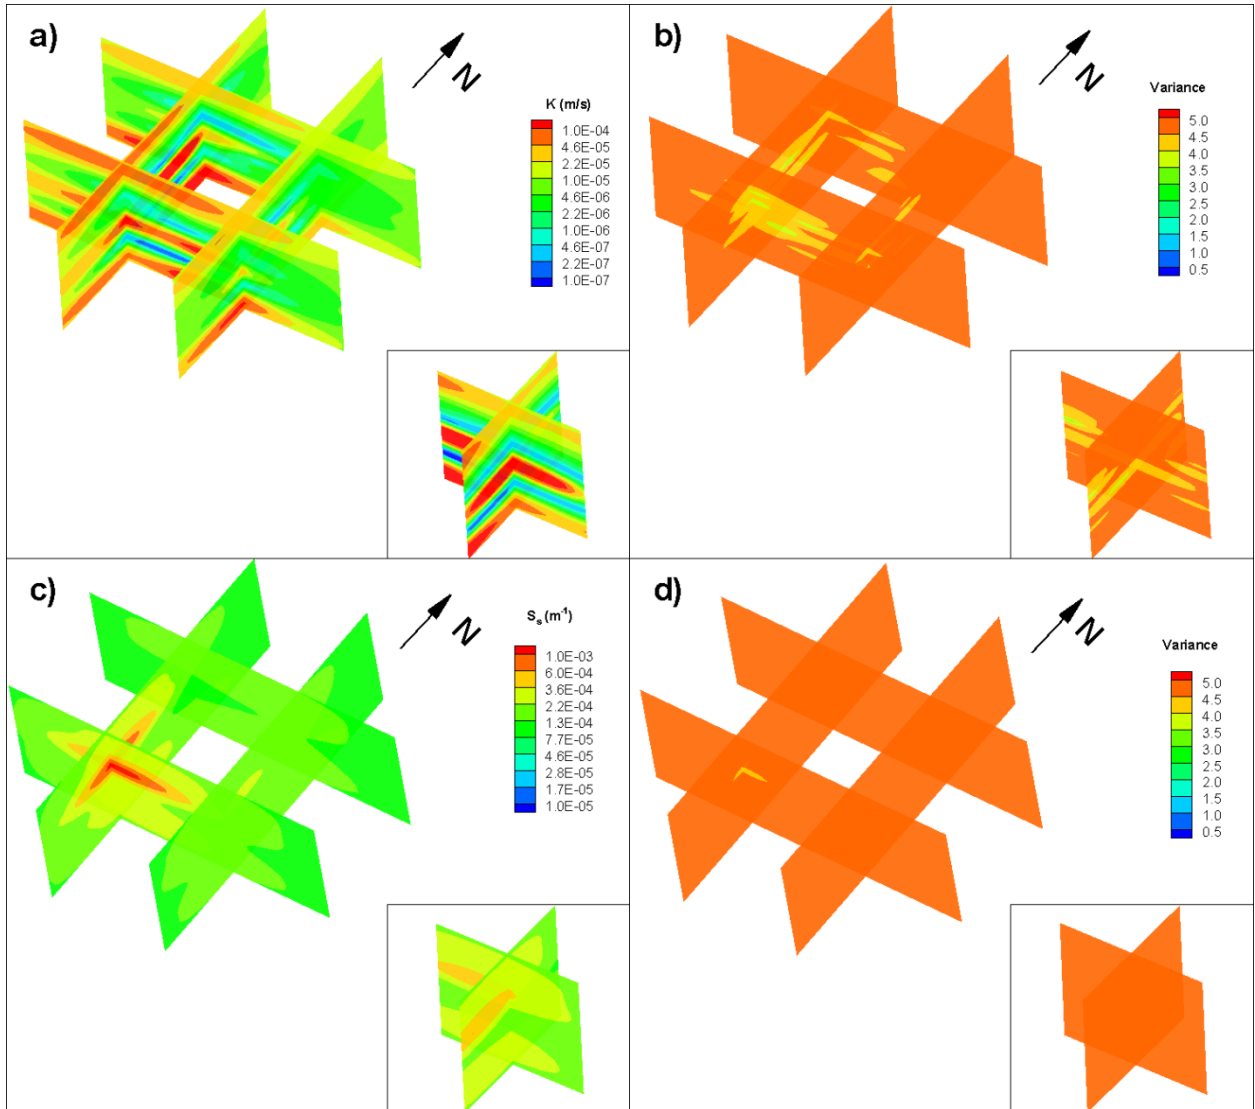 a)
N
K (m/s)
1.0E-04
4.6E-05
2.2E-05
1.0E-05
4.6E-06
2.2E-06
1.0E-06
4.6E-07
2.2E-07
1.0E-07
b)
N
Variance
5.0
4.5
4.0
3.5
3.0
2.5
2.0
1.5
1.0
0.5
c)
N
Sₛ (m⁻¹)
1.0E-03
6.0E-04
3.6E-04
2.2E-04
1.3E-04
7.7E-05
4.6E-05
2.8E-05
1.7E-05
1.0E-05
d)
N
Variance
5.0
4.5
4.0
3.5
3.0
2.5
2.0
1.5
1.0
0.5